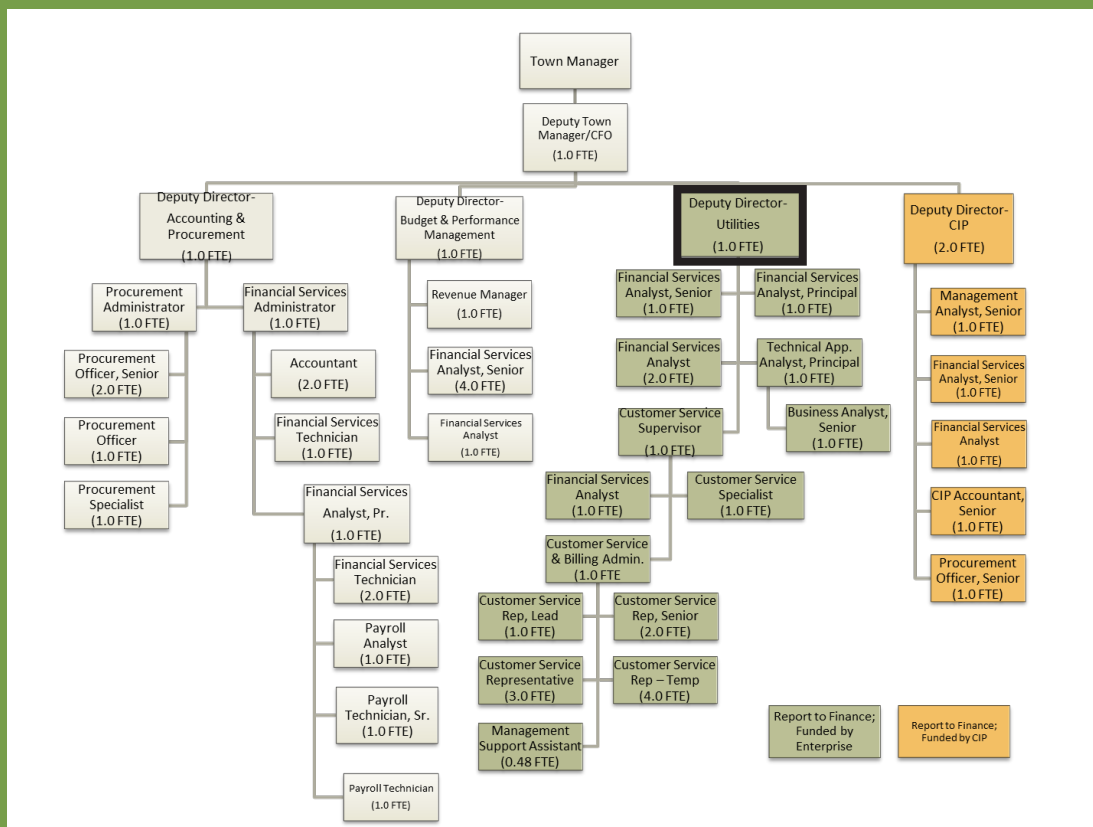 Town Manager
Deputy Town
Manager/CFO
(1.0 FTE)
Deputy Director-
Accounting &
Procurement
(1.0 FTE)
Procurement
Administrator
(1.0 FTE)
Procurement
Officer, Senior
(2.0 FTE)
Procurement
Officer
(1.0 FTE)
Procurement
Specialist
(1.0 FTE)
Financial Services
Administrator
(1.0 FTE)
Accountant
(2.0 FTE)
Financial Services
Technician
(1.0 FTE)
Financial Services
Analyst, Pr.
(1.0 FTE)
Financial Services
Technician
(2.0 FTE)
Payroll
Analyst
(1.0 FTE)
Payroll
Technician, Sr.
(1.0 FTE)
Payroll Technician
(1.0 FTE)
Deputy Director-
Budget & Performance
Management
(1.0 FTE)
Revenue Manager
(1.0 FTE)
Financial Services
Analyst, Senior
(4.0 FTE)
Financial Services
Analyst
(1.0 FTE)
Deputy Director-
Utilities
(1.0 FTE)
Financial Services
Analyst, Senior
(1.0 FTE)
Financial Services
Analyst, Principal
(1.0 FTE)
Financial Services
Analyst
(2.0 FTE)
Technical App.
Analyst, Principal
(1.0 FTE)
Business Analyst,
Senior
(1.0 FTE)
Customer Service
Supervisor
(1.0 FTE)
Financial Services
Analyst
(1.0 FTE)
Customer Service
Specialist
(1.0 FTE)
Customer Service
& Billing Admin.
(1.0 FTE
Customer Service
Rep, Lead
(1.0 FTE)
Customer Service
Rep, Senior
(2.0 FTE)
Customer Service
Representative
(3.0 FTE)
Customer Service
Rep – Temp
(4.0 FTE)
Management
Support Assistant
(0.48 FTE)
Deputy Director-
CIP
(2.0 FTE)
Management
Analyst, Senior
(1.0 FTE)
Financial Services
Analyst, Senior
(1.0 FTE)
Financial Services
Analyst
(1.0 FTE)
CIP Accountant,
Senior
(1.0 FTE)
Procurement
Officer, Senior
(1.0 FTE)
Report to Finance;
Funded by
Enterprise
Report to Finance;
Funded by CIP